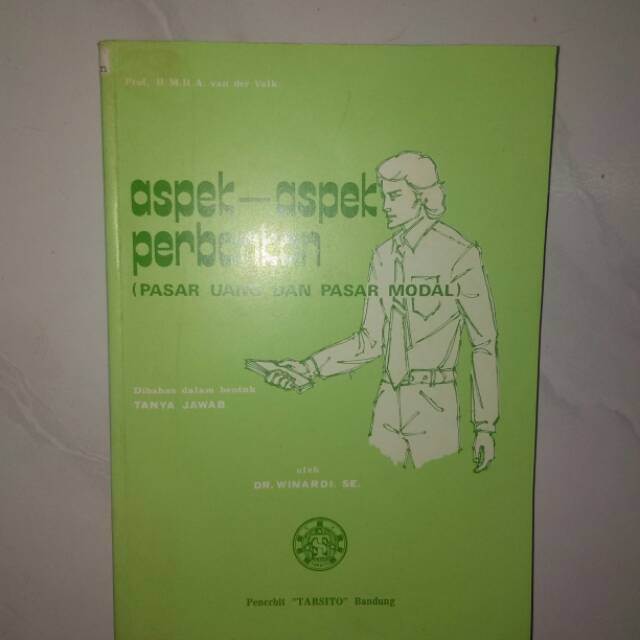 Prof. H.M.H.A. van der Valk
aspek—aspek
perbankan
(PASAR UANG DAN PASAR MODAL)
Dibahas dalam bentuk
TANYA JAWAB
oleh
DR. WINARDI. SE.
Penerbit "TARSITO" Bandung